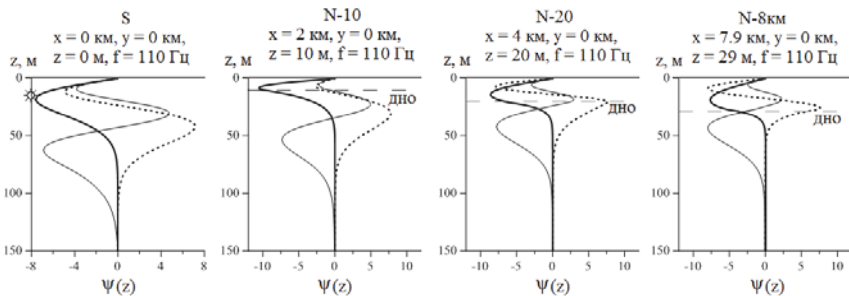 S
x = 0 км, y = 0 км,
z = 0 м, f = 110 Гц
z, м
0
50
100
150
-8 -4 0 4 8
Ψ(z)
N-10
x = 2 км, y = 0 км,
z = 10 м, f = 110 Гц
z, м
0
дно
50
100
150
-10 -5 0 5 10
Ψ(z)
N-20
x = 4 км, y = 0 км,
z = 20 м, f = 110 Гц
z, м
0
дно
50
100
150
-10 -5 0 5 10
Ψ(z)
N-8км
x = 7.9 км, y = 0 км,
z = 29 м, f = 110 Гц
z, м
0
дно
50
100
150
-10 -5 0 5 10
Ψ(z)